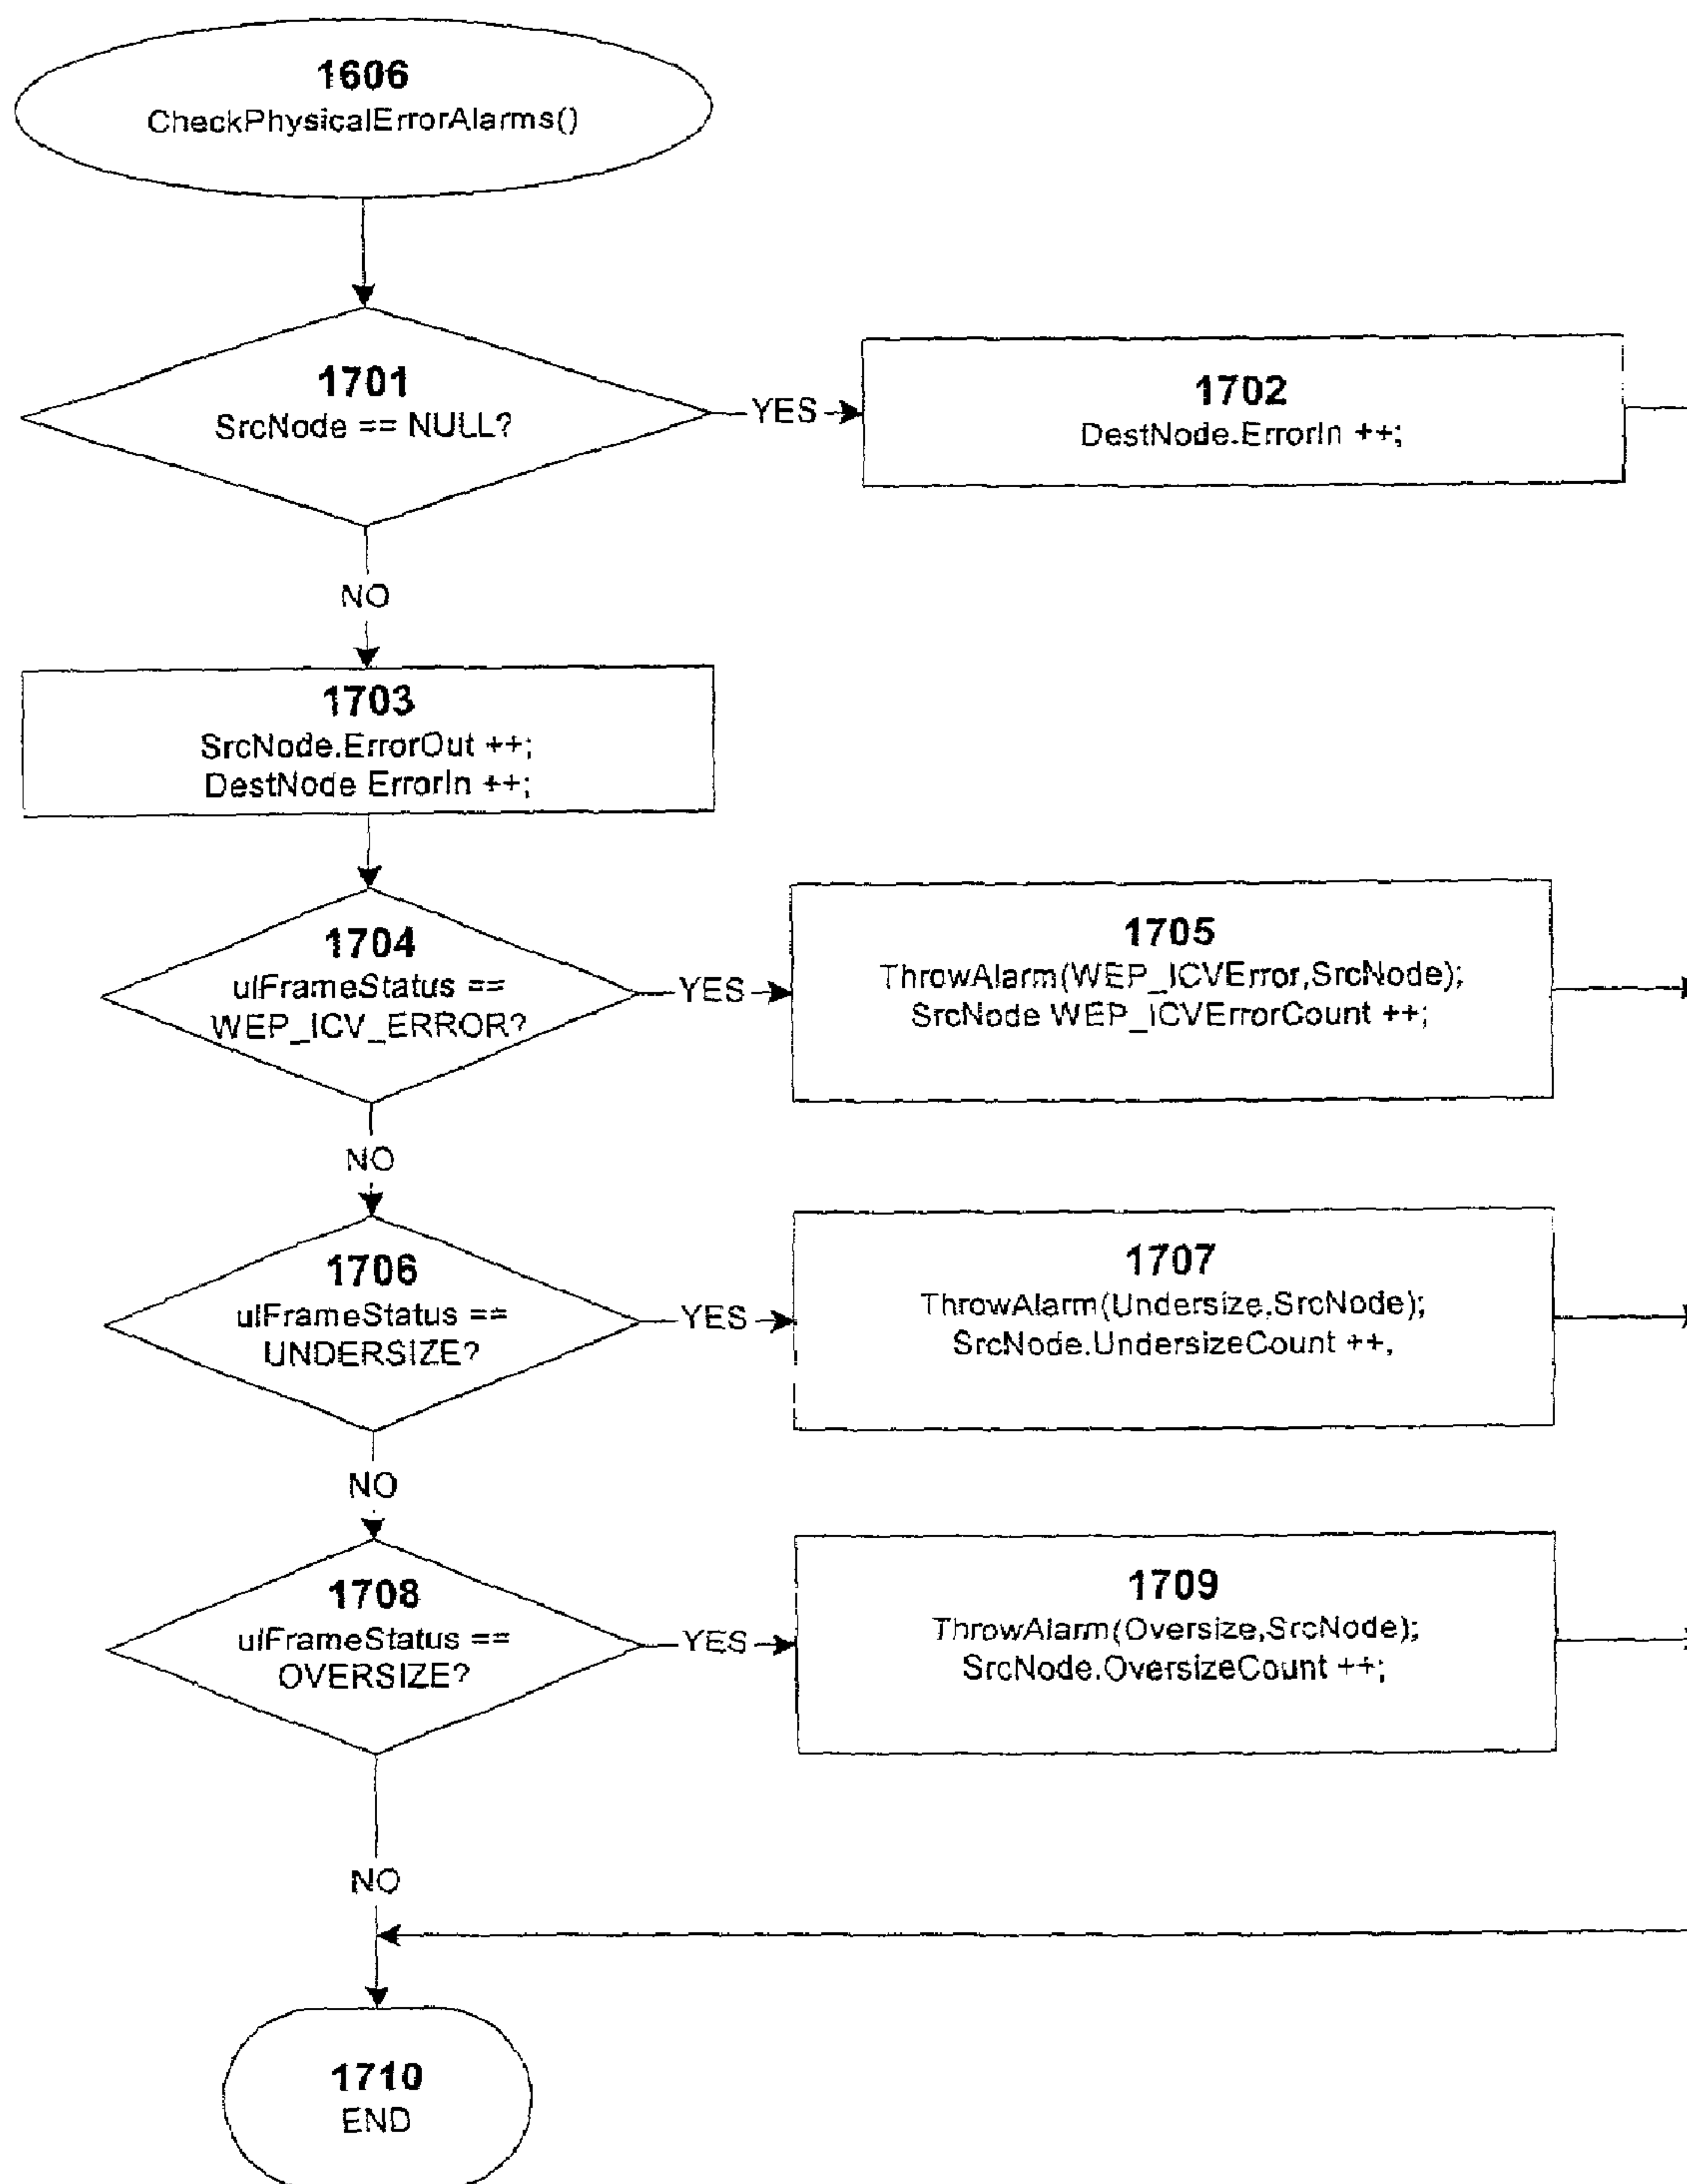 1606
CheckPhysicalErrorAlarms()
1701
SrcNode == NULL?
YES
1702
DestNode.ErrorIn ++;
NO
1703
SrcNode.ErrorOut ++;
DestNode ErrorIn ++;
1704
ulFrameStatus ==
WEP_ICV_ERROR?
YES
1705
ThrowAlarm(WEP_ICVError,SrcNode);
SrcNode WEP_ICVErrorCount ++;
NO
1706
ulFrameStatus ==
UNDERSIZE?
YES
1707
ThrowAlarm(Undersize,SrcNode);
SrcNode.UndersizeCount ++,
NO
1708
ulFrameStatus ==
OVERSIZE?
YES
1709
ThrowAlarm(Oversize,SrcNode);
SrcNode.OversizeCount ++;
NO
1710
END